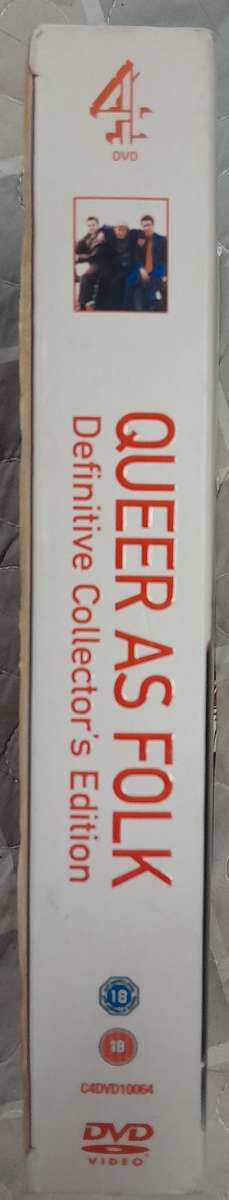 4
DVD
QUEER AS FOLK
Definitive Collector's Edition
18
18
C4DVD10064
DVD
VIDEO